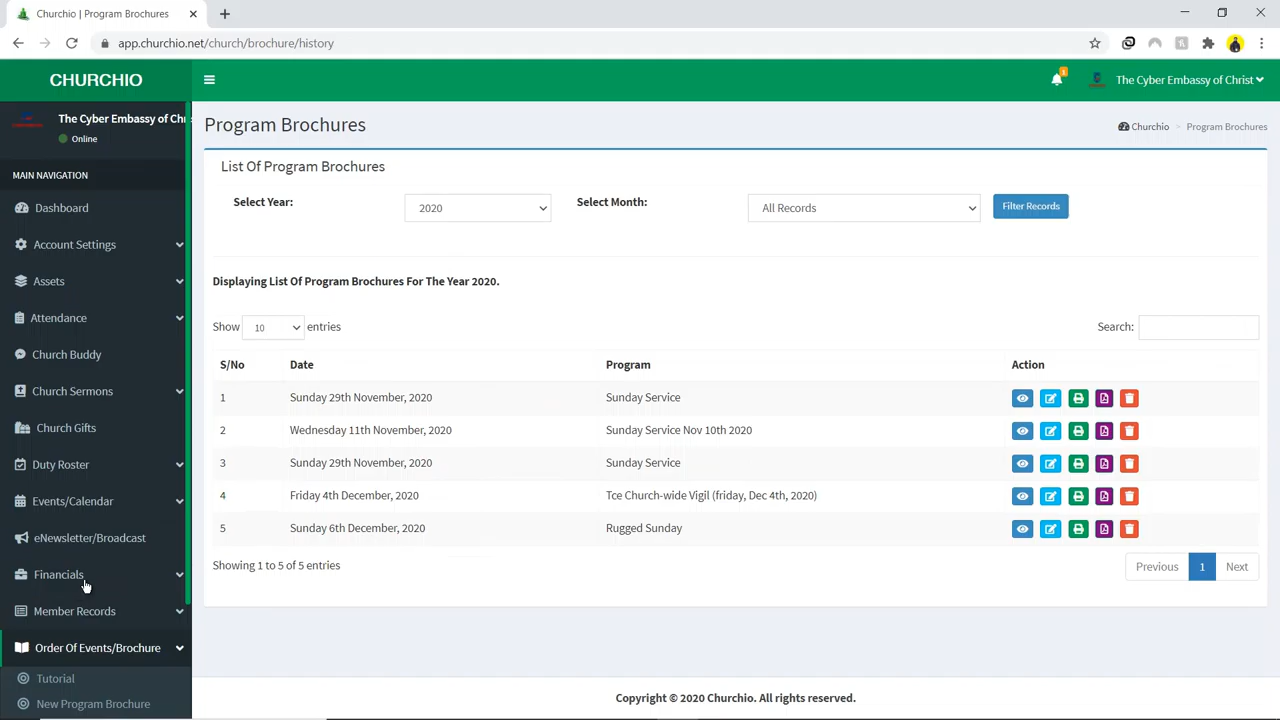 Churchio | Program Brochures
app.churchio.net/church/brochure/history
CHURCHIO
1
The Cyber Embassy of Christ
The Cyber Embassy of Chr
Online
MAIN NAVIGATION
Dashboard
Account Settings
Assets
Attendance
Church Buddy
Church Sermons
Church Gifts
Duty Roster
Events/Calendar
eNewsletter/Broadcast
Financials
Member Records
Order Of Events/Brochure
Tutorial
New Program Brochure
Program Brochures
Churchio > Program Brochures
List Of Program Brochures
Select Year: 2020 Select Month: All Records Filter Records
Displaying List Of Program Brochures For The Year 2020.
Show 10 entries Search:
S/No Date Program Action
1 Sunday 29th November, 2020 Sunday Service
2 Wednesday 11th November, 2020 Sunday Service Nov 10th 2020
3 Sunday 29th November, 2020 Sunday Service
4 Friday 4th December, 2020 Tce Church-wide Vigil (friday, Dec 4th, 2020)
5 Sunday 6th December, 2020 Rugged Sunday
Showing 1 to 5 of 5 entries Previous 1 Next
Copyright © 2020 Churchio. All rights reserved.